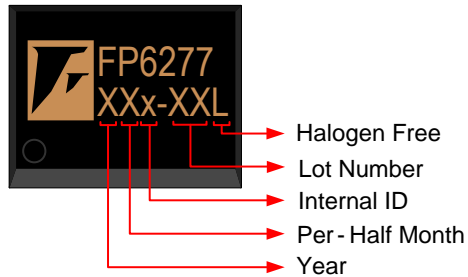 FP6277
XXx-XXL
Halogen Free
Lot Number
Internal ID
Per-Half Month
Year